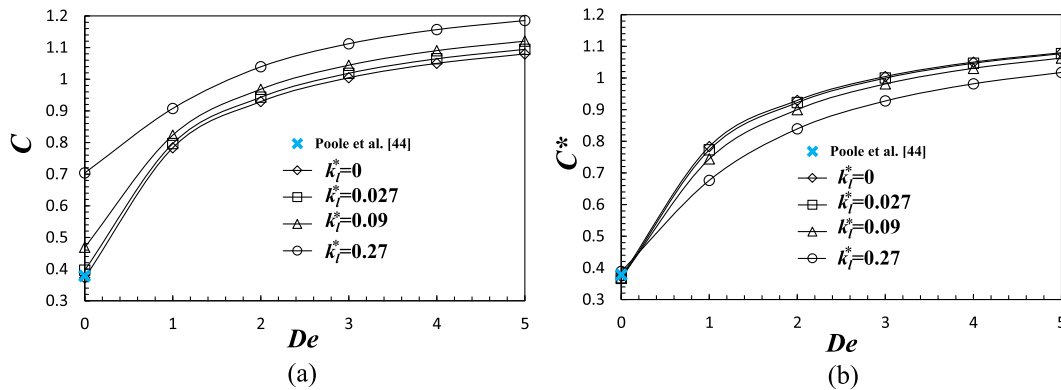 1.2
1.1
1
0.9
0.8
0.7
0.6
0.5
0.4
0.3
C
Poole et al. [44]
k*l=0
k*l=0.027
k*l=0.09
k*l=0.27
0 1 2 3 4 5
De
(a)
1.2
1.1
1
0.9
0.8
0.7
0.6
0.5
0.4
0.3
C*
Poole et al. [44]
k*l=0
k*l=0.027
k*l=0.09
k*l=0.27
0 1 2 3 4 5
De
(b)